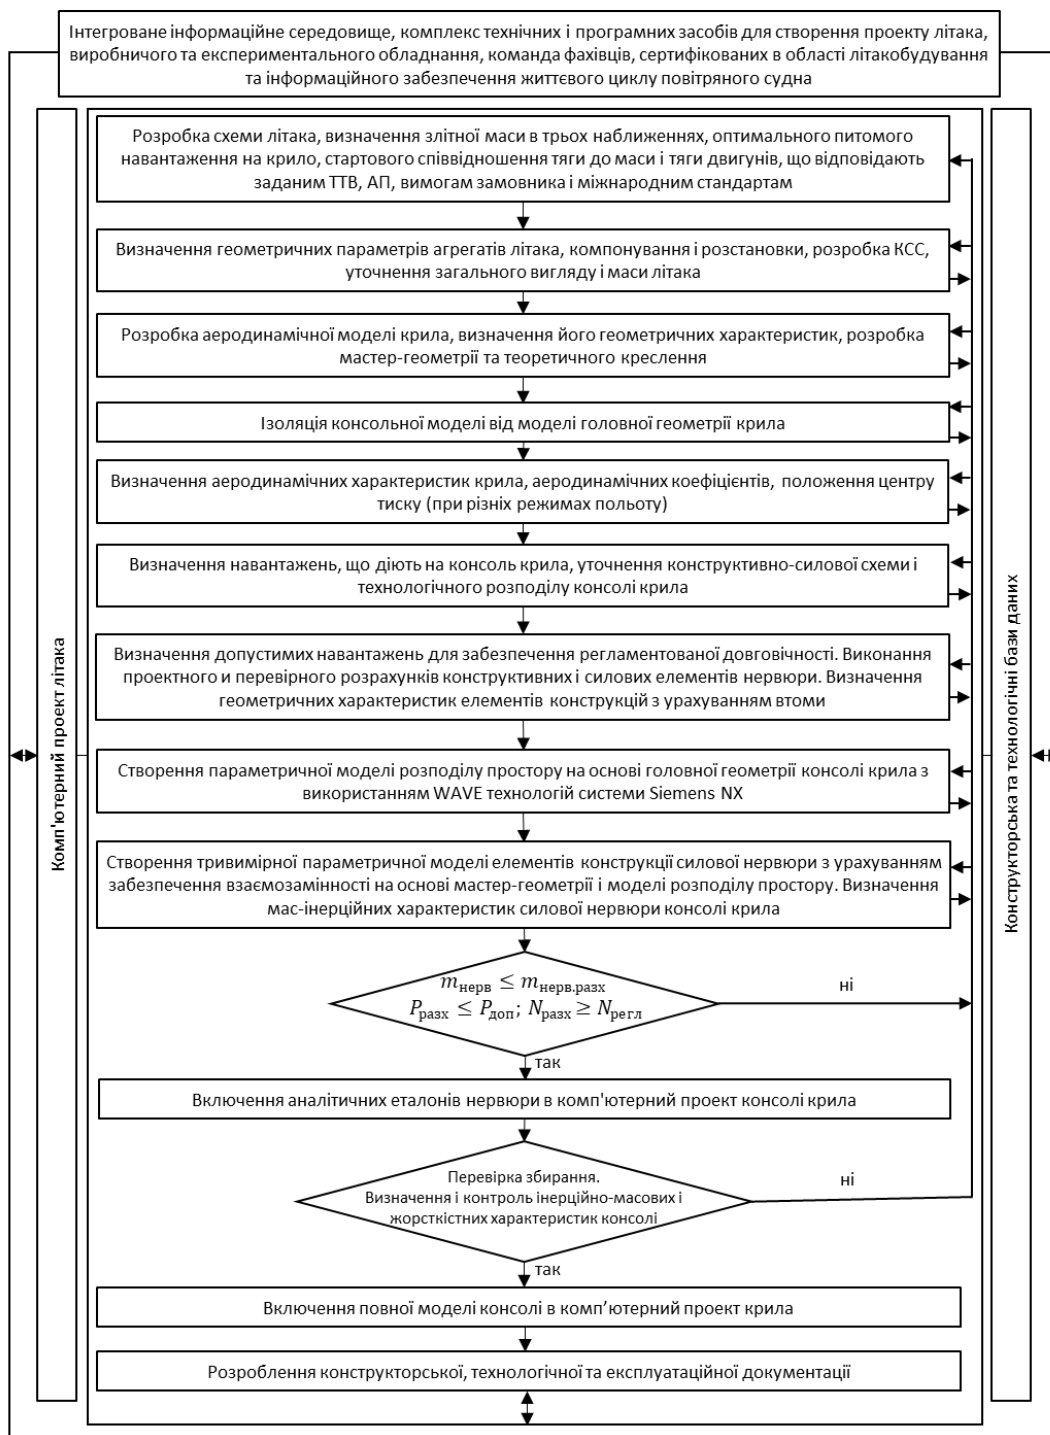 Інтегроване інформаційне середовище, комплекс технічних і програмних засобів для створення проекту літака,
виробничого та експериментального обладнання, команда фахівців, сертифікованих в області літакобудування
та інформаційного забезпечення життєвого циклу повітряного судна
Комп'ютерний проект літака
Розробка схеми літака, визначення злітної маси в трьох наближеннях, оптимального питомого
навантаження на крило, стартового співвідношення тяги до маси і тяги двигунів, що відповідають
заданим ТТВ, АП, вимогам замовника і міжнародним стандартам
Визначення геометричних параметрів агрегатів літака, компонування і розстановки, розробка КСС,
уточнення загального вигляду і маси літака
Розробка аеродинамічної моделі крила, визначення його геометричних характеристик, розробка
мастер-геометрії та теоретичного креслення
Ізоляція консольної моделі від моделі головної геометрії крила
Визначення аеродинамічних характеристик крила, аеродинамічних коефіцієнтів, положення центру
тиску (при різних режимах польоту)
Визначення навантажень, що діють на консоль крила, уточнення конструктивно-силової схеми і
технологічного розподілу консолі крила
Визначення допустимих навантажень для забезпечення регламентованої довговічності. Виконання
проектного и перевірного розрахунків конструктивних і силових елементів нервюри. Визначення
геометричних характеристик елементів конструкцій з урахуванням втоми
Створення параметричної моделі розподілу простору на основі головної геометрії консолі крила з
використанням WAVE технологій системи Siemens NX
Створення тривимірної параметричної моделі елементів конструкції силової нервюри з урахуванням
забезпечення взаємозамінності на основі мастер-геометрії і моделі розподілу простору. Визначення
мас-інерційних характеристик силової нервюри консолі крила
m_нерв ≤ m_нерв.разх
P_разх ≤ P_доп; N_разх ≥ N_регл
ні
так
Включення аналітичних еталонів нервюри в комп'ютерний проект консолі крила
Перевірка збирання.
Визначення і контроль інерційно-масових і
жорсткістних характеристик консолі
ні
так
Включення повної моделі консолі в комп’ютерний проект крила
Розроблення конструкторської, технологічної та експлуатаційної документації
Конструкторська та технологічні бази даних